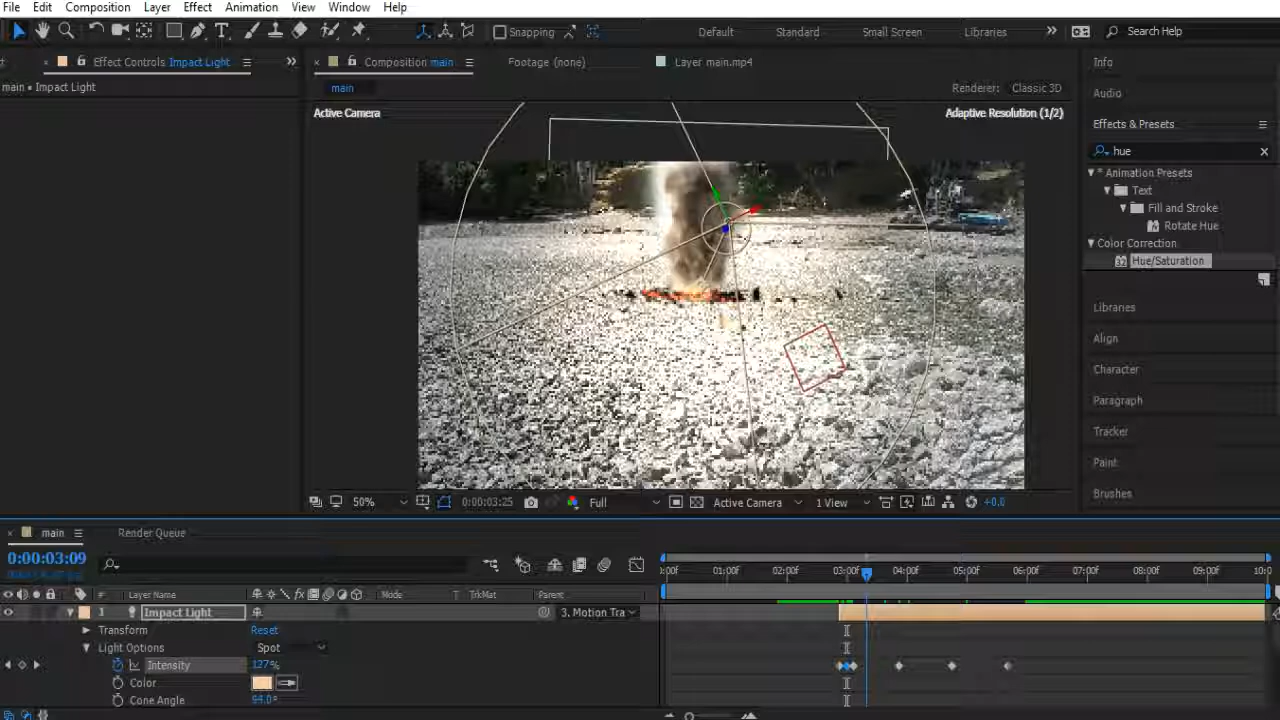 File Edit Composition Layer Effect Animation View Window Help
Snapping Default Standard Small Screen Libraries Search Help
Effect Controls Impact Light
main • Impact Light
Composition main Footage (none) Layer main.mp4
main Renderer: Classic 3D
Active Camera Adaptive Resolution (1/2)
50% 0:00:03:25 Full Active Camera 1 View +0.0
Info
Audio
Effects & Presets
hue
* Animation Presets
Text
Fill and Stroke
Rotate Hue
Color Correction
Hue/Saturation
Libraries
Align
Character
Paragraph
Tracker
Paint
Brushes
main Render Queue
0:00:03:09
:00f 01:00f 02:00f 03:00f 04:00f 05:00f 06:00f 07:00f 08:00f 09:00f 10:0
# Layer Name Mode T TrkMat Parent
1 Impact Light 3. Motion Tra
Transform Reset
Light Options Spot
Intensity 127%
Color
Cone Angle 94.0°